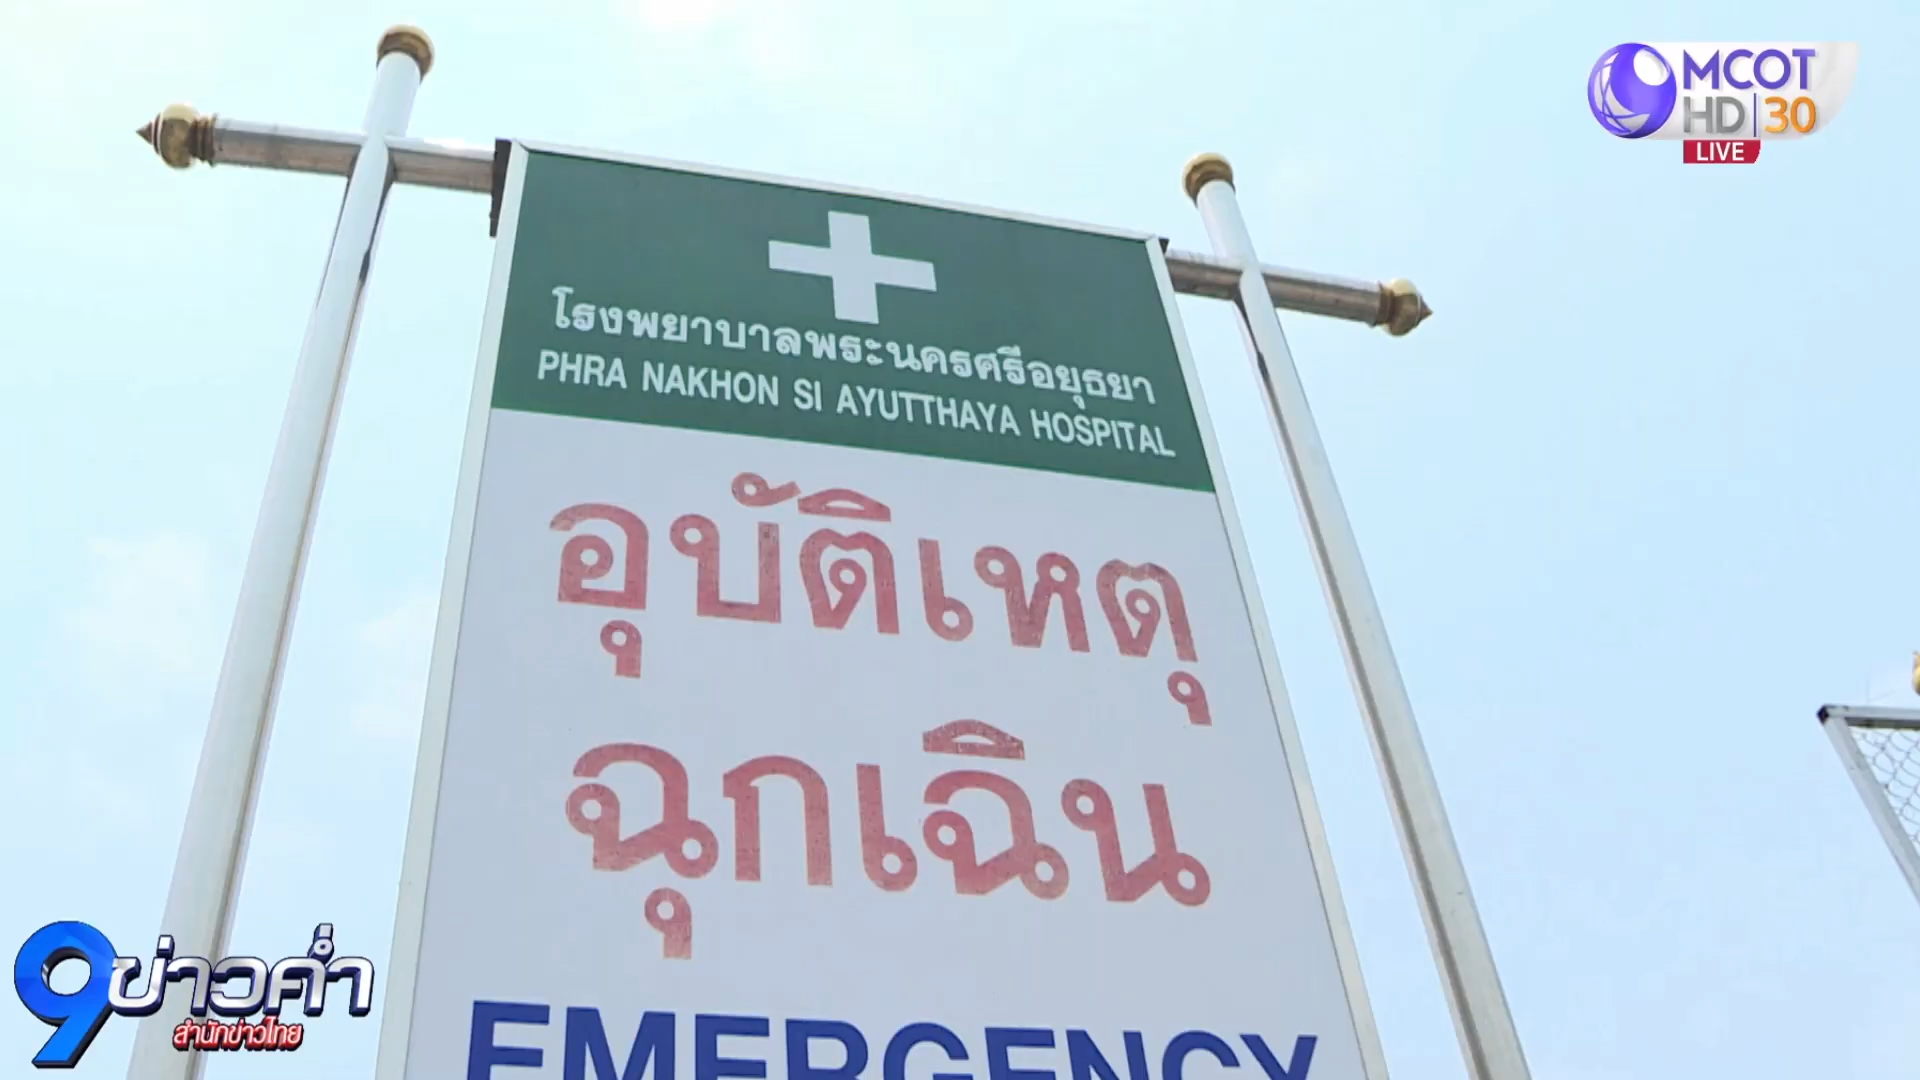 MCOT
HD 30
LIVE
โรงพยาบาลพระนครศรีอยุธยา
PHRA NAKHON SI AYUTTHAYA HOSPITAL
อุบัติเหตุ
ฉุกเฉิน
EMERGENCY
9 ข่าวค่ำ
สำนักข่าวไทย